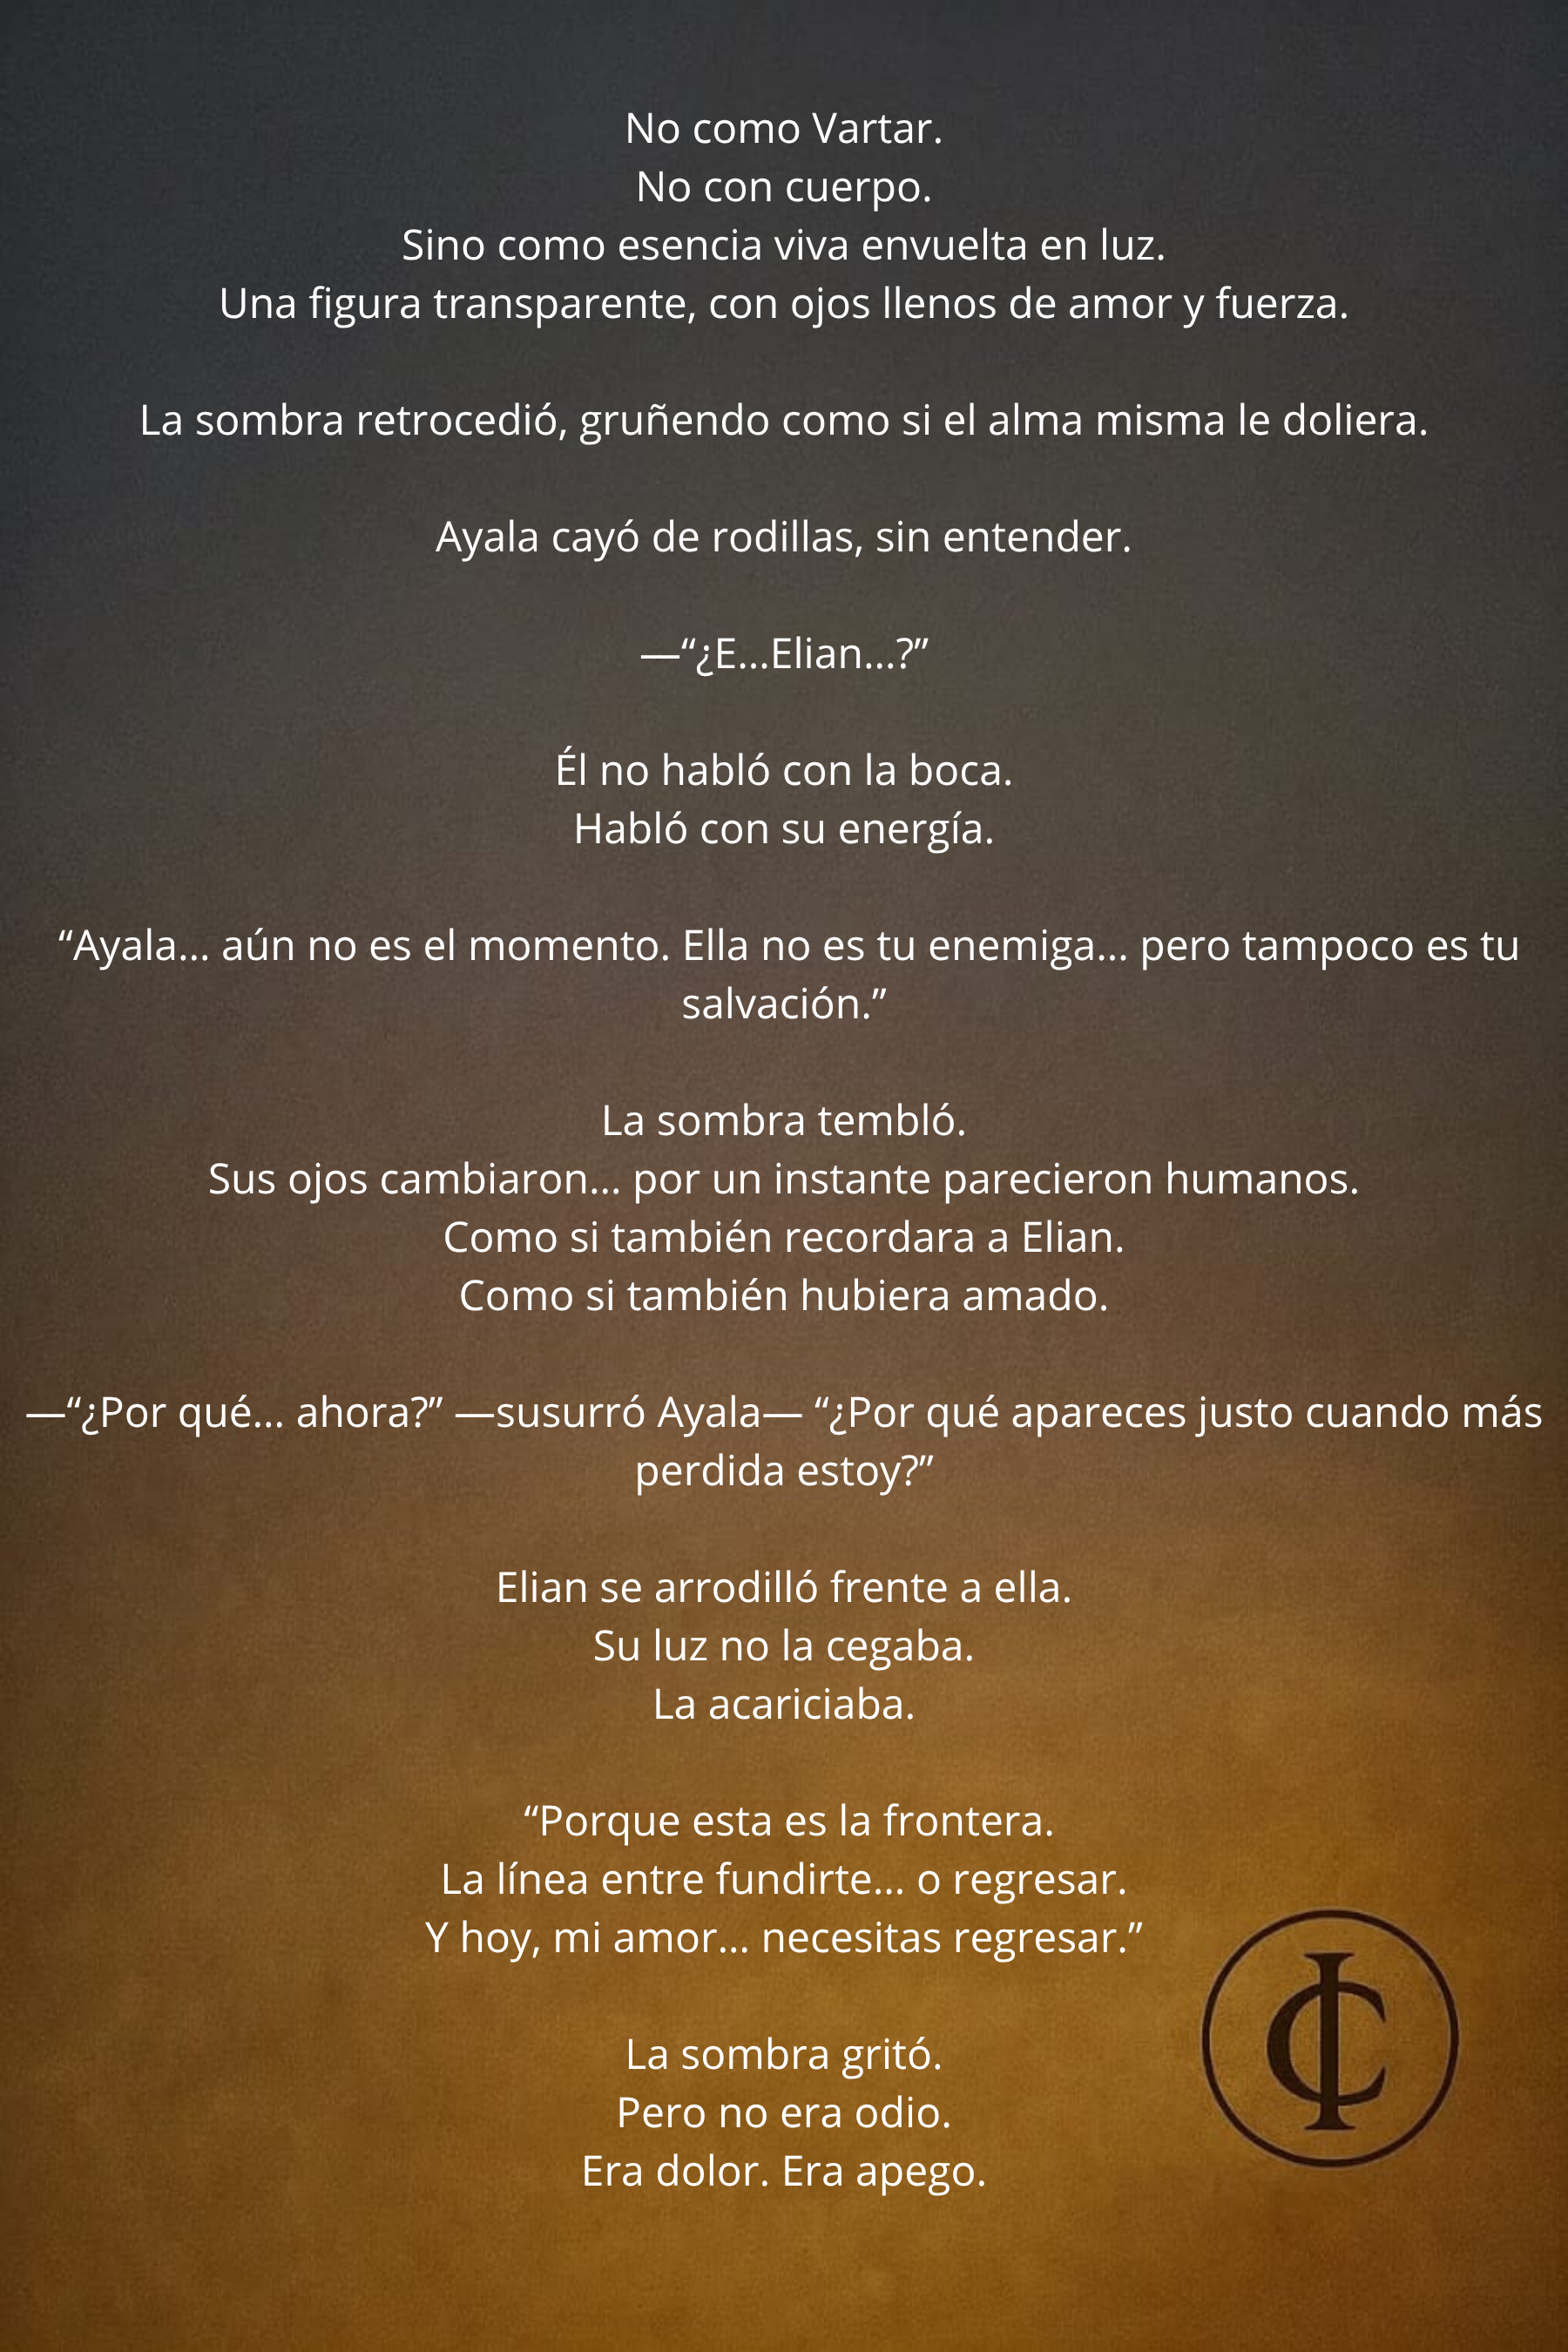 No como Vartar.
No con cuerpo.
Sino como esencia viva envuelta en luz.
Una figura transparente, con ojos llenos de amor y fuerza.
La sombra retrocedió, gruñendo como si el alma misma le doliera.
Ayala cayó de rodillas, sin entender.
—“¿E...Elian...?”
Él no habló con la boca.
Habló con su energía.
“Ayala... aún no es el momento. Ella no es tu enemiga... pero tampoco es tu
salvación.”
La sombra tembló.
Sus ojos cambiaron... por un instante parecieron humanos.
Como si también recordara a Elian.
Como si también hubiera amado.
—“¿Por qué... ahora?” —susurró Ayala— “¿Por qué apareces justo cuando más
perdida estoy?”
Elian se arrodilló frente a ella.
Su luz no la cegaba.
La acariciaba.
“Porque esta es la frontera.
La línea entre fundirte... o regresar.
Y hoy, mi amor... necesitas regresar.”
La sombra gritó.
Pero no era odio.
Era dolor. Era apego.